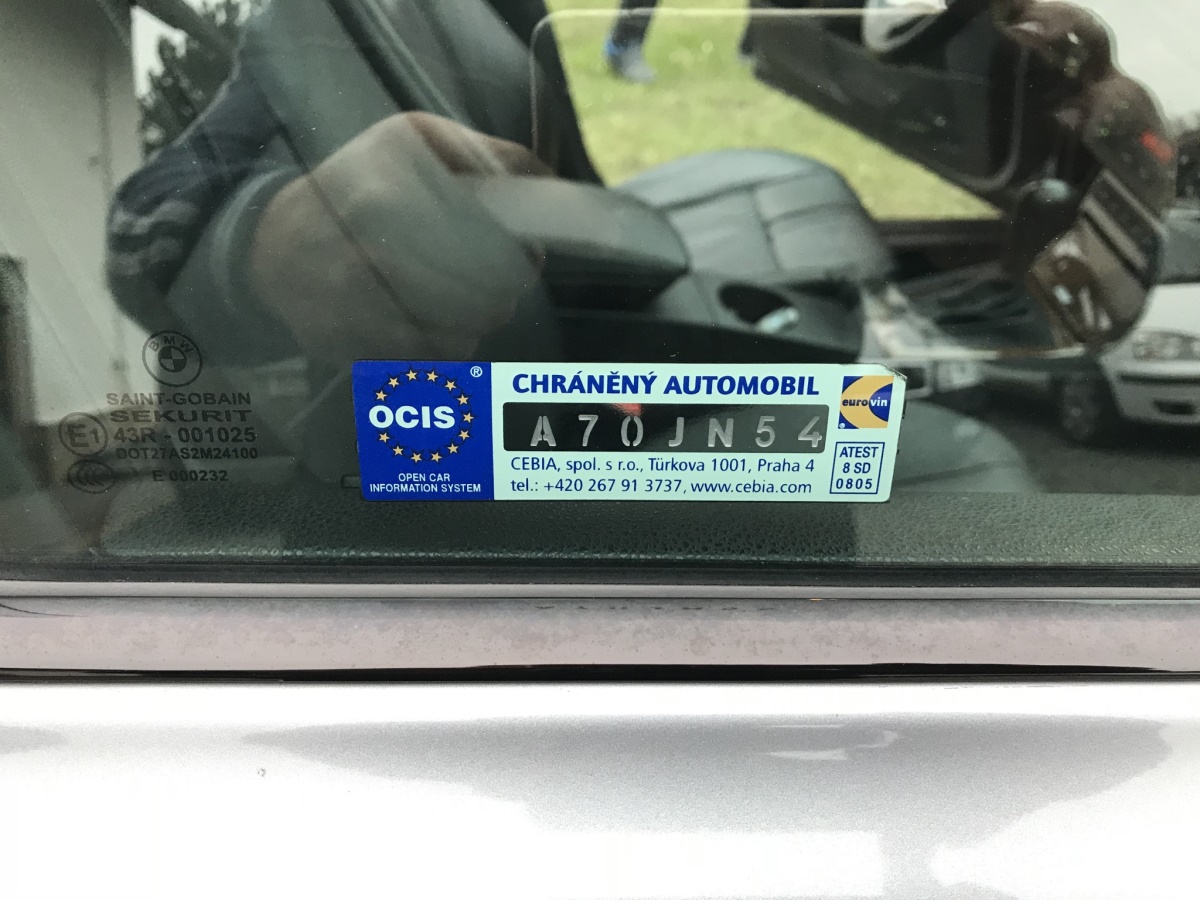 BMW
SAINT-GOBAIN
SEKURIT
E1 43R - 001025
DOT27AS2M24100
E 000232
®
OCIS
OPEN CAR
INFORMATION SYSTEM
CHRÁNĚNÝ AUTOMOBIL
A70JN54
CEBIA, spol. s r.o., Türkova 1001, Praha 4
tel.: +420 267 91 3737, www.cebia.com
eurovin
ATEST
8 SD
0805